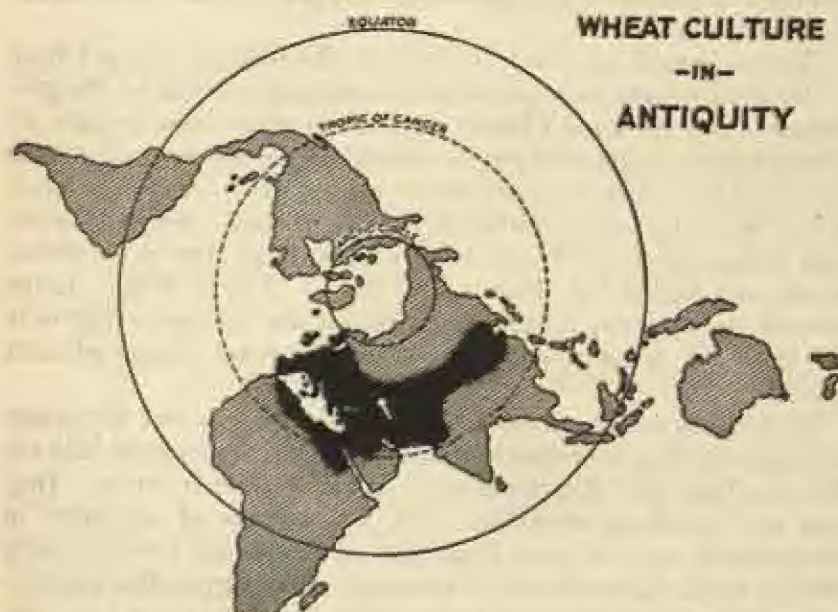 EQUATOR
WHEAT CULTURE
—IN—
ANTIQUITY
TROPIC OF CANCER